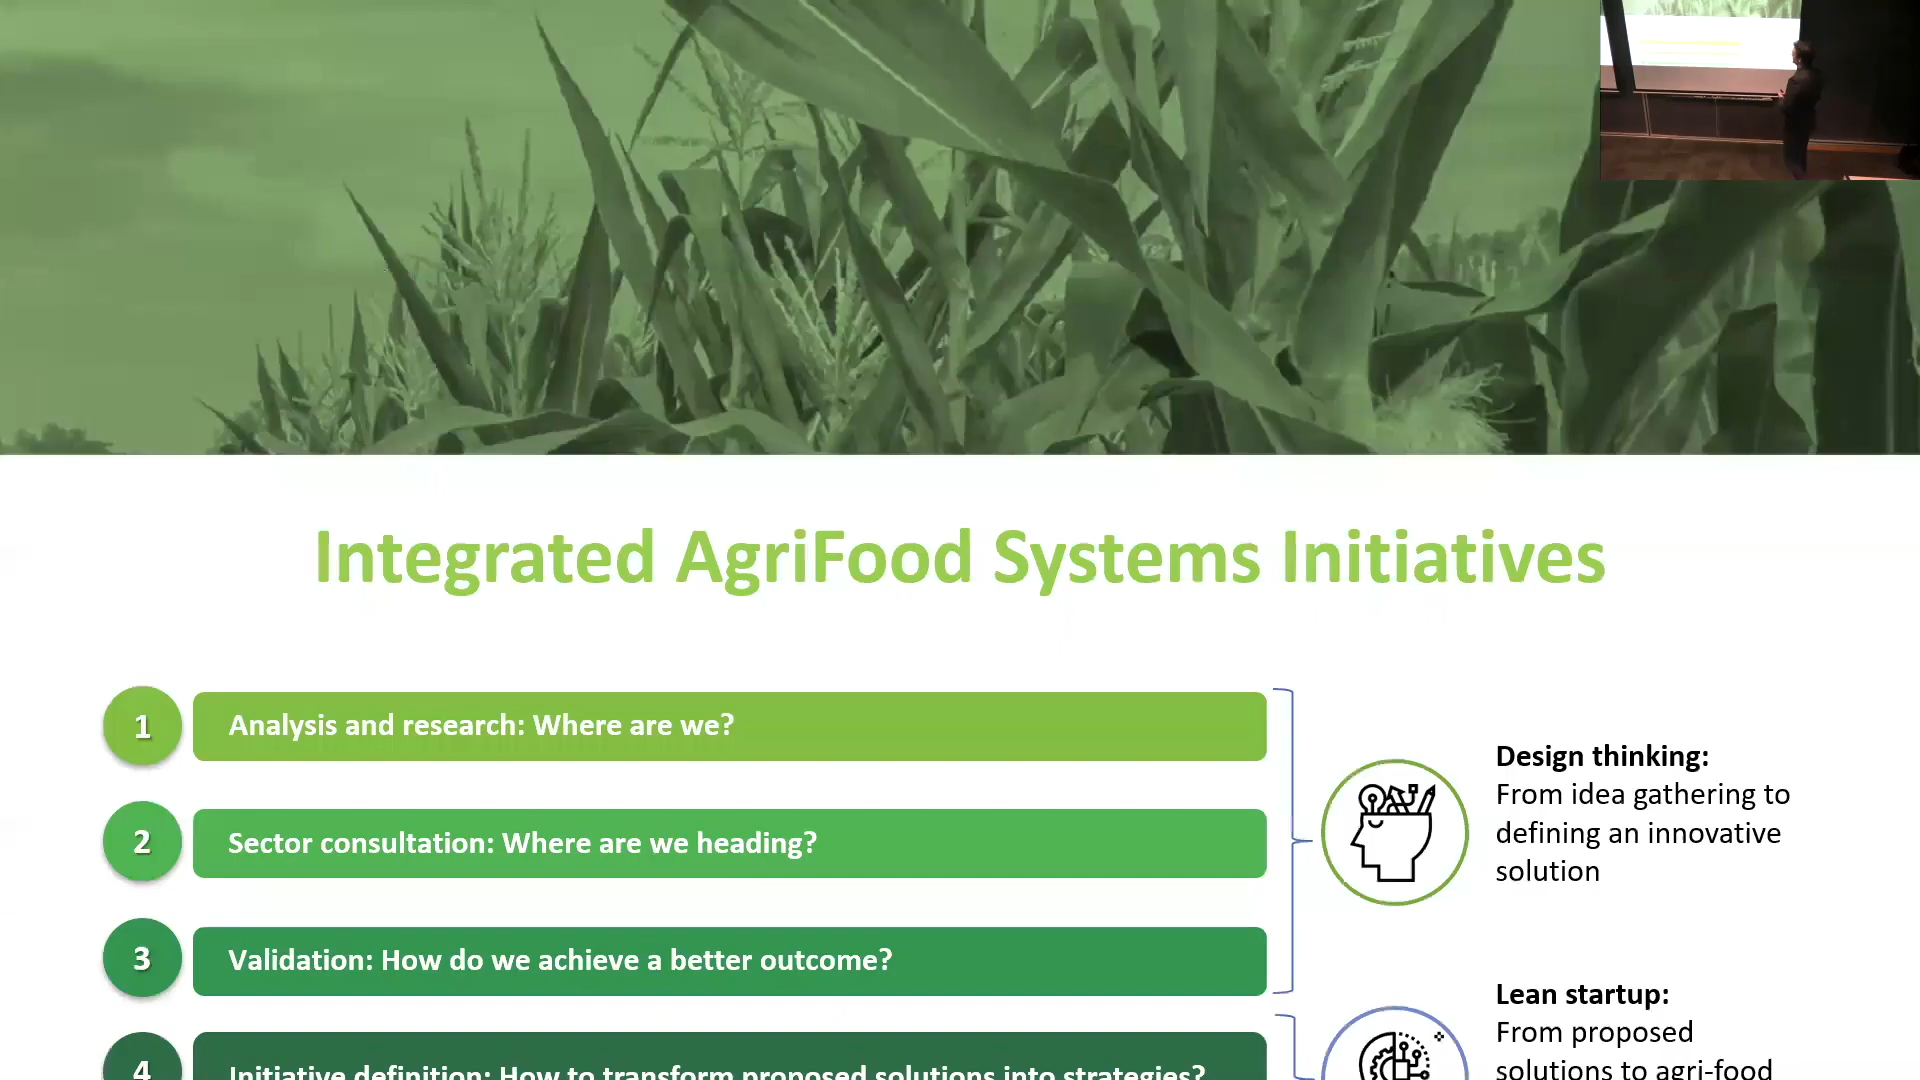 Integrated AgriFood Systems Initiatives
1
Analysis and research: Where are we?
2
Sector consultation: Where are we heading?
3
Validation: How do we achieve a better outcome?
4
Initiative definition: How to transform proposed solutions into strategies?
Design thinking:
From idea gathering to
defining an innovative
solution
Lean startup:
From proposed
solutions to agri-food